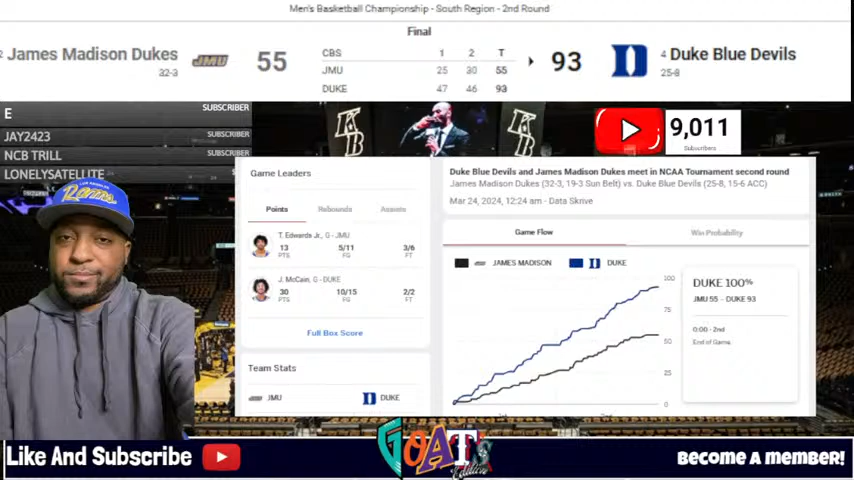 Men's Basketball Championship - South Region - 2nd Round
Final
James Madison Dukes
32-3
JMU
55
CBS 1 2 T
JMU 25 30 55
DUKE 47 46 93
93
4 Duke Blue Devils
25-8
E SUBSCRIBER
JAY2423 SUBSCRIBER
NCB TRILL SUBSCRIBER
LONELYSATELLITE
K B
K B
9,011
Subscribers
Rams
Game Leaders
Points Rebounds Assists
T. Edwards Jr., G - JMU
13 5/11 3/6
PTS FG FT
J. McCain, G - DUKE
30 10/15 2/2
PTS FG FT
Full Box Score
Team Stats
JMU DUKE
Duke Blue Devils and James Madison Dukes meet in NCAA Tournament second round
James Madison Dukes (32-3, 19-3 Sun Belt) vs. Duke Blue Devils (25-8, 15-6 ACC)
Mar 24, 2024, 12:24 am - Data Skrive
Game Flow Win Probability
JAMES MADISON DUKE
100
75
50
25
0
DUKE 100%
JMU 55 - DUKE 93
0:00 - 2nd
End of Game.
Like And Subscribe
GOAT
Become a member!